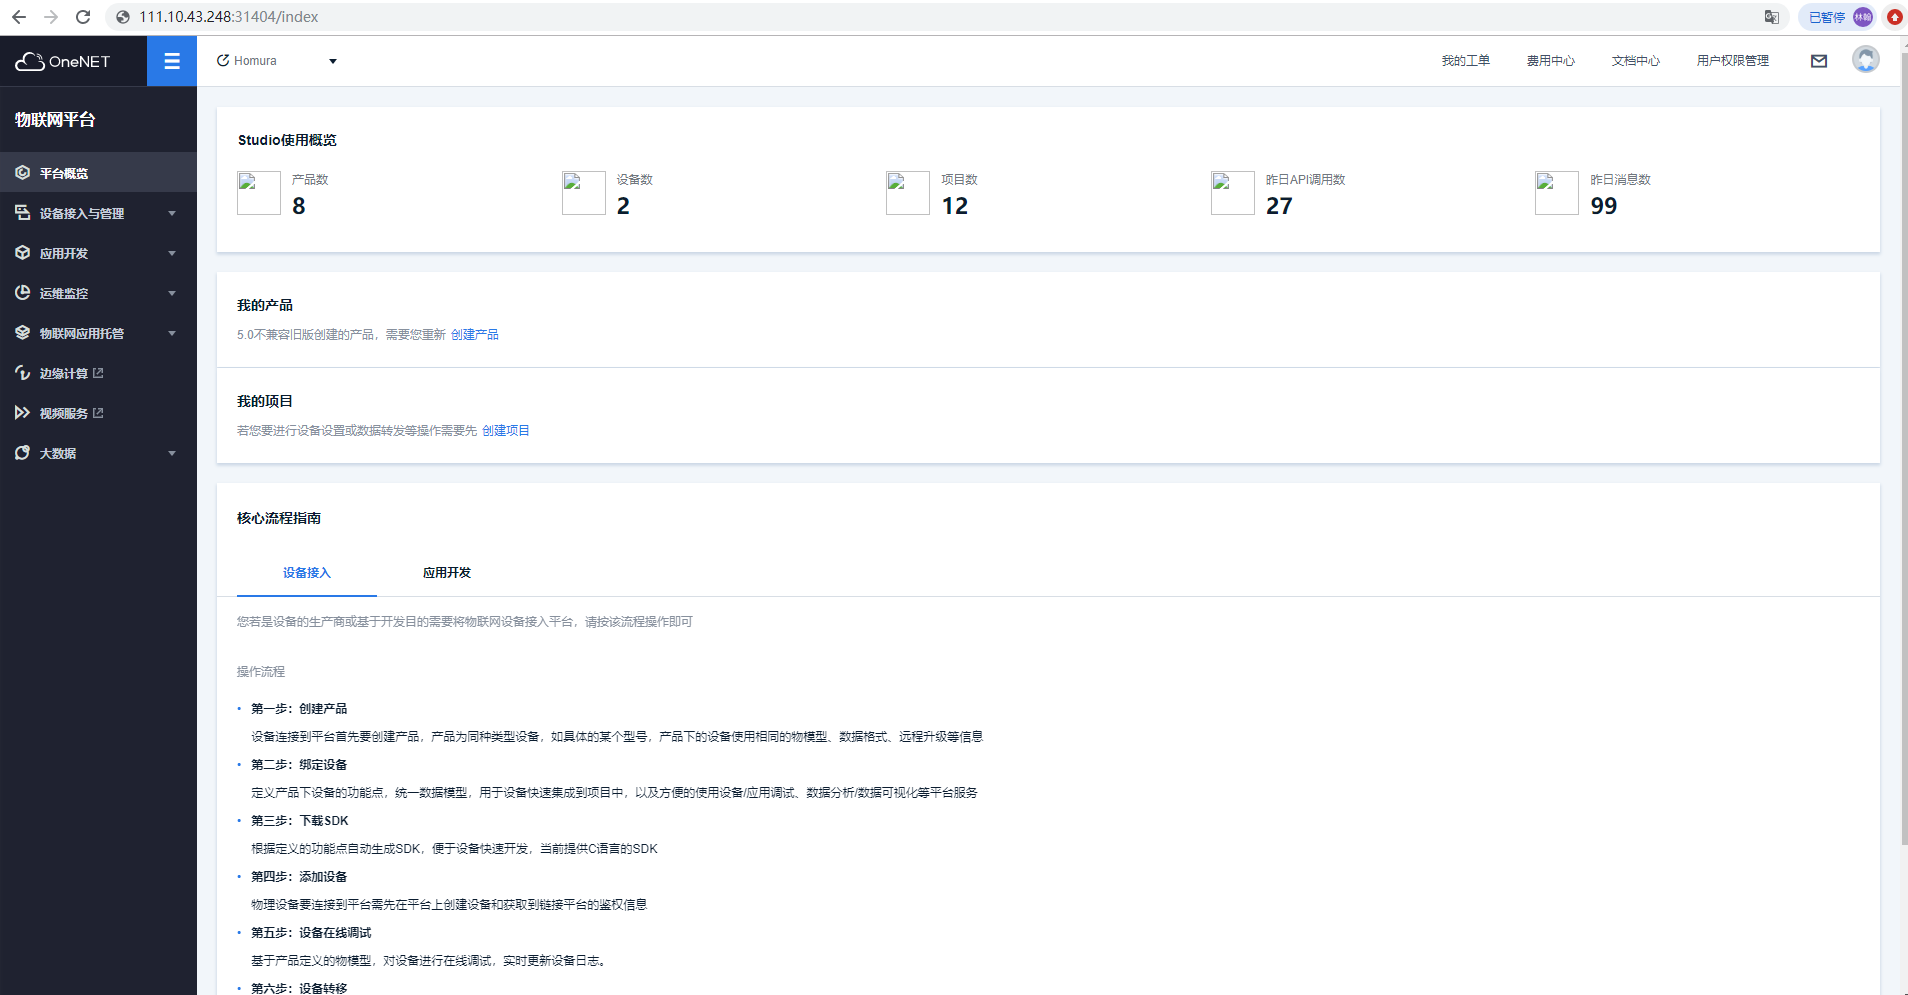 111.10.43.248:31404/index
已暂停
林翰
OneNET
Homura
我的工单
费用中心
文档中心
用户权限管理
物联网平台
平台概览
设备接入与管理
应用开发
运维监控
物联网应用托管
边缘计算
视频服务
大数据
Studio使用概览
产品数
8
设备数
2
项目数
12
昨日API调用数
27
昨日消息数
99
我的产品
5.0不兼容旧版创建的产品，需要您重新 创建产品
我的项目
若您要进行设备设置或数据转发等操作需要先 创建项目
核心流程指南
设备接入
应用开发
您若是设备的生产商或基于开发目的需要将物联网设备接入平台，请按该流程操作即可
操作流程
第一步：创建产品
设备连接到平台首先要创建产品，产品为同种类型设备，如具体的某个型号，产品下的设备使用相同的物模型、数据格式、远程升级等信息
第二步：绑定设备
定义产品下设备的功能点，统一数据模型，用于设备快速集成到项目中，以及方便的使用设备/应用调试、数据分析/数据可视化等平台服务
第三步：下载SDK
根据定义的功能点自动生成SDK，便于设备快速开发，当前提供C语言的SDK
第四步：添加设备
物理设备要连接到平台需先在平台上创建设备和获取到链接平台的鉴权信息
第五步：设备在线调试
基于产品定义的物模型，对设备进行在线调试，实时更新设备日志。
第六步：设备转移